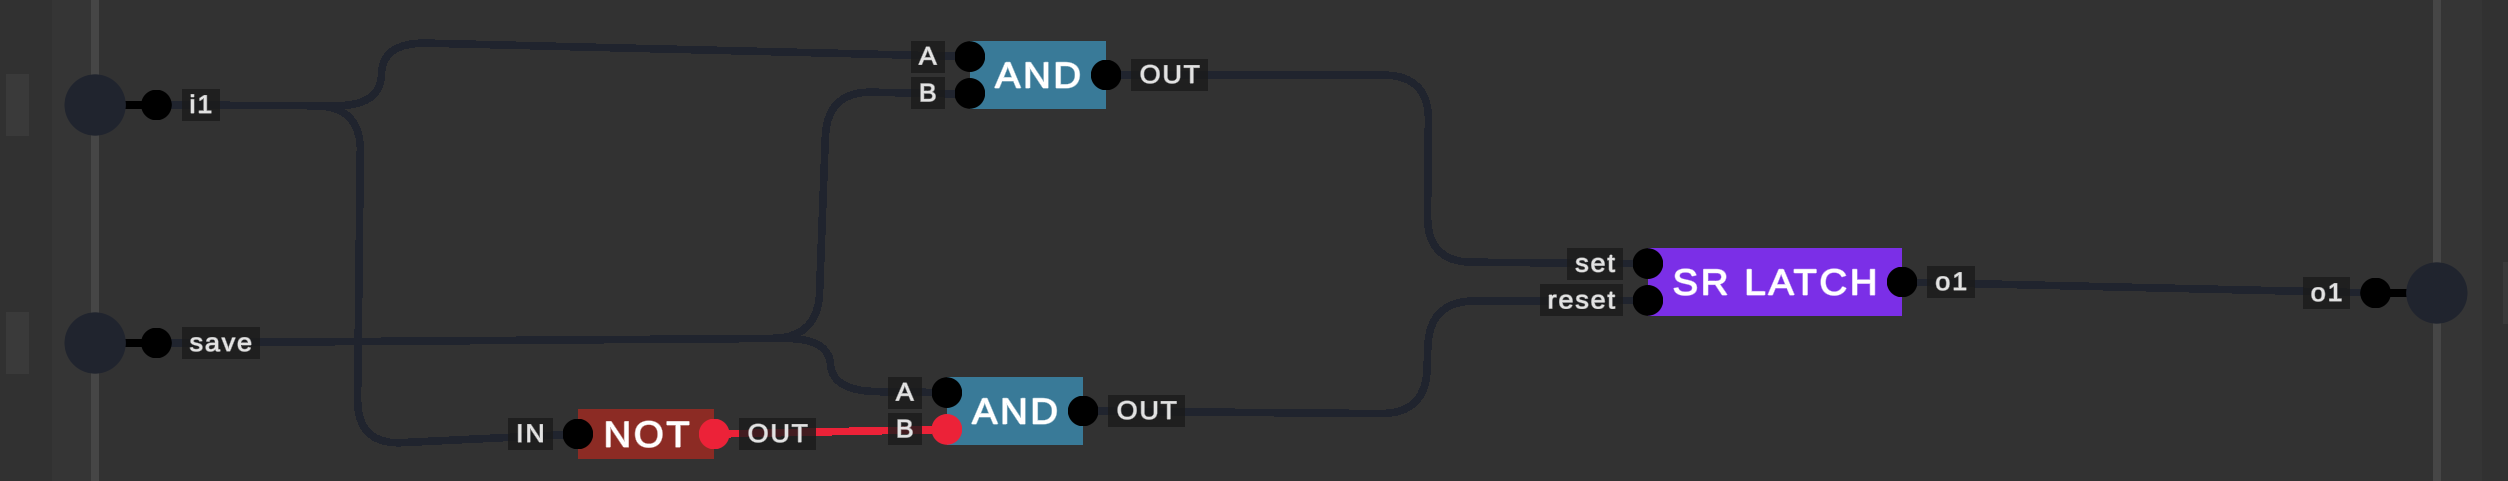 A
AND
OUT
B
i1
set
SR LATCH
o1
o1
reset
save
A
AND
OUT
B
IN
NOT
OUT